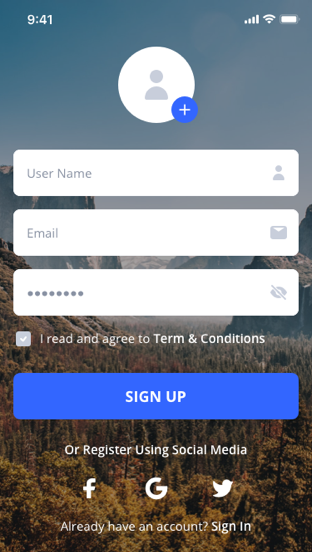 9:41
User Name
Email
I read and agree to Term & Conditions
SIGN UP
Or Register Using Social Media
Already have an account? Sign In